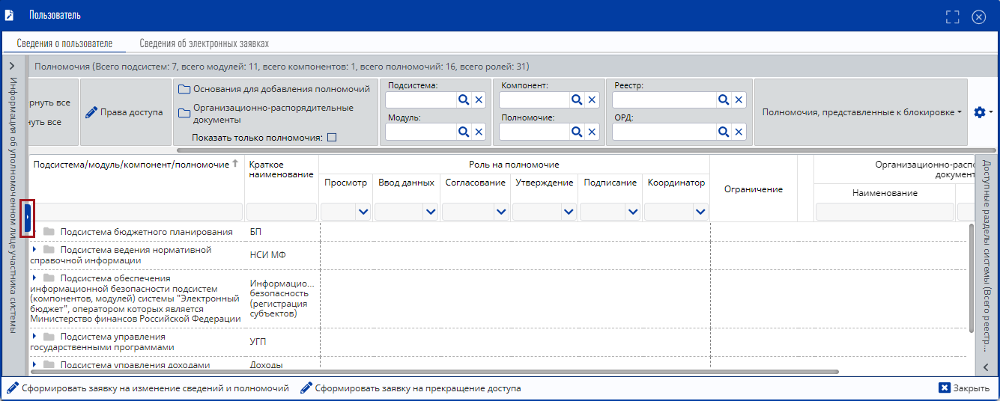 Пользователь
Сведения о пользователе
Сведения об электронных заявках
Информация об уполномоченном лице участника системы
Полномочия (Всего подсистем: 7, всего модулей: 11, всего компонентов: 1, всего полномочий: 16, всего ролей: 31)
рнуть все
нуть все
Права доступа
Основания для добавления полномочий
Организационно-распорядительные
документы
Показать только полномочия:
Подсистема:
Модуль:
Компонент:
Полномочие:
Реестр:
ОРД:
Полномочия, представленные к блокировке
Подсистема/модуль/компонент/полномочие
Краткое
наименование
Роль на полномочие
Просмотр
Ввод данных
Согласование
Утверждение
Подписание
Координатор
Ограничение
Организационно-расп
документ
Наименование
Подсистема бюджетного планирования
БП
Подсистема ведения нормативной
справочной информации
НСИ МФ
Подсистема обеспечения
информационной безопасности подсистем
(компонентов, модулей) системы "Электронный
бюджет", оператором которых является
Министерство финансов Российской Федерации
Информацио...
безопасность
(регистрация
субъектов)
Подсистема управления
государственными программами
УГП
Подсистема управления доходами
Доходы
Доступные разделы системы (Всего реестр...
Сформировать заявку на изменение сведений и полномочий
Сформировать заявку на прекращение доступа
Закрыть